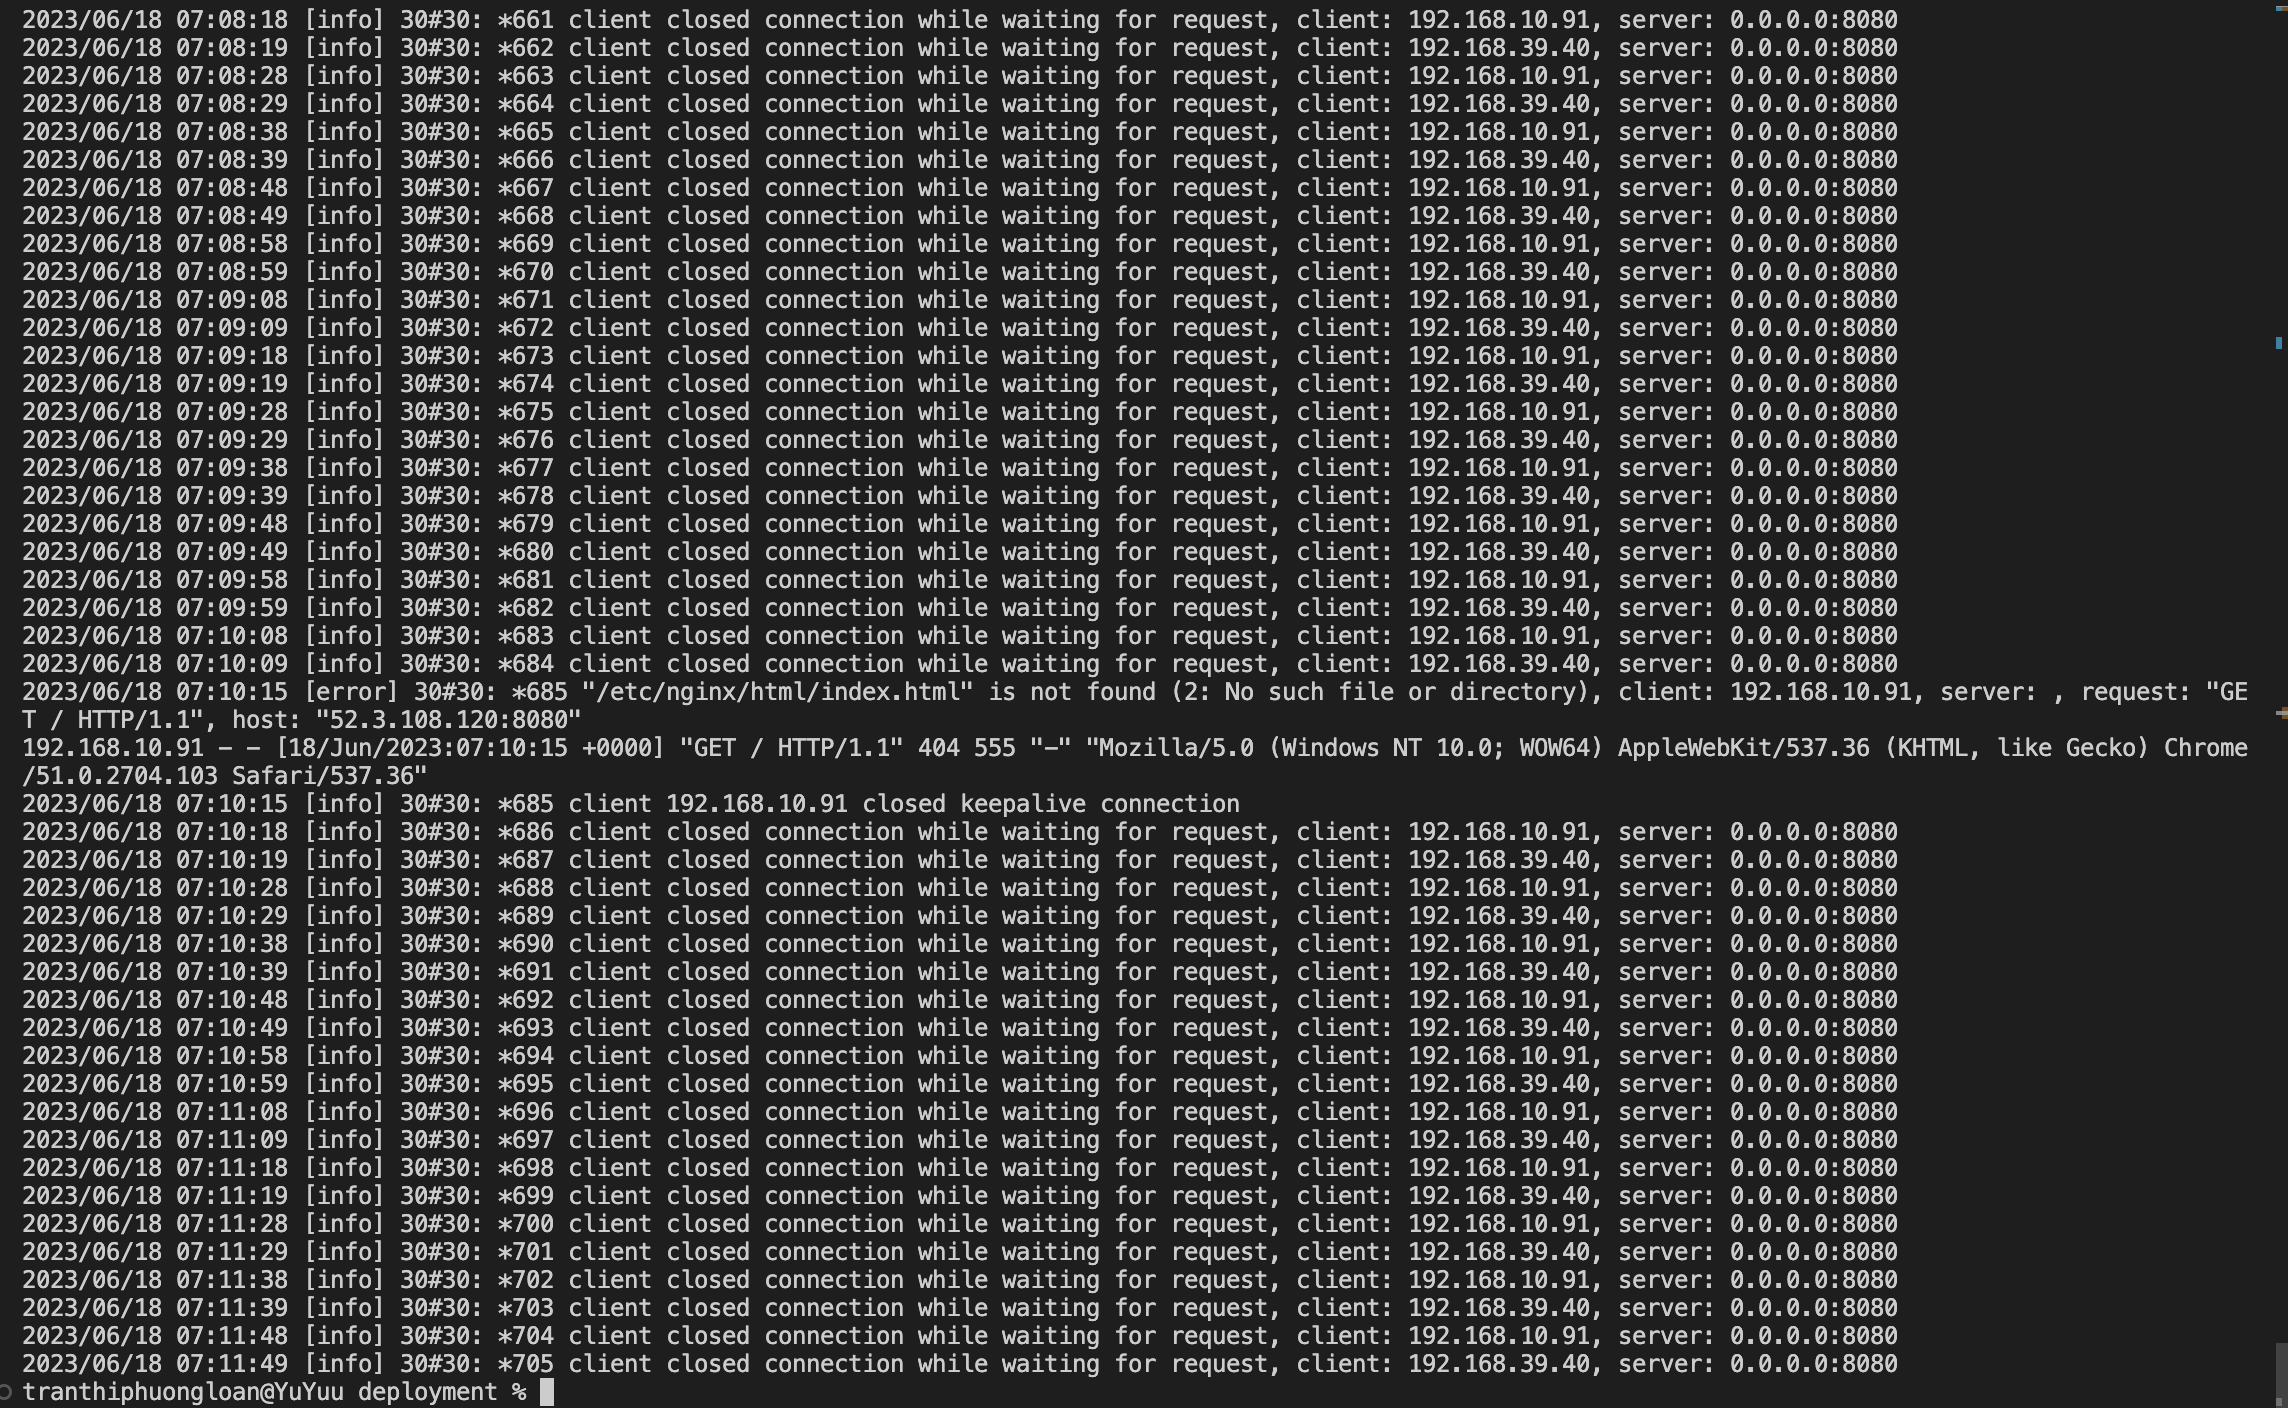 2023/06/18 07:08:18 [info] 30#30: *661 client closed connection while waiting for request, client: 192.168.10.91, server: 0.0.0.0:8080
2023/06/18 07:08:19 [info] 30#30: *662 client closed connection while waiting for request, client: 192.168.39.40, server: 0.0.0.0:8080
2023/06/18 07:08:28 [info] 30#30: *663 client closed connection while waiting for request, client: 192.168.10.91, server: 0.0.0.0:8080
2023/06/18 07:08:29 [info] 30#30: *664 client closed connection while waiting for request, client: 192.168.39.40, server: 0.0.0.0:8080
2023/06/18 07:08:38 [info] 30#30: *665 client closed connection while waiting for request, client: 192.168.10.91, server: 0.0.0.0:8080
2023/06/18 07:08:39 [info] 30#30: *666 client closed connection while waiting for request, client: 192.168.39.40, server: 0.0.0.0:8080
2023/06/18 07:08:48 [info] 30#30: *667 client closed connection while waiting for request, client: 192.168.10.91, server: 0.0.0.0:8080
2023/06/18 07:08:49 [info] 30#30: *668 client closed connection while waiting for request, client: 192.168.39.40, server: 0.0.0.0:8080
2023/06/18 07:08:58 [info] 30#30: *669 client closed connection while waiting for request, client: 192.168.10.91, server: 0.0.0.0:8080
2023/06/18 07:08:59 [info] 30#30: *670 client closed connection while waiting for request, client: 192.168.39.40, server: 0.0.0.0:8080
2023/06/18 07:09:08 [info] 30#30: *671 client closed connection while waiting for request, client: 192.168.10.91, server: 0.0.0.0:8080
2023/06/18 07:09:09 [info] 30#30: *672 client closed connection while waiting for request, client: 192.168.39.40, server: 0.0.0.0:8080
2023/06/18 07:09:18 [info] 30#30: *673 client closed connection while waiting for request, client: 192.168.10.91, server: 0.0.0.0:8080
2023/06/18 07:09:19 [info] 30#30: *674 client closed connection while waiting for request, client: 192.168.39.40, server: 0.0.0.0:8080
2023/06/18 07:09:28 [info] 30#30: *675 client closed connection while waiting for request, client: 192.168.10.91, server: 0.0.0.0:8080
2023/06/18 07:09:29 [info] 30#30: *676 client closed connection while waiting for request, client: 192.168.39.40, server: 0.0.0.0:8080
2023/06/18 07:09:38 [info] 30#30: *677 client closed connection while waiting for request, client: 192.168.10.91, server: 0.0.0.0:8080
2023/06/18 07:09:39 [info] 30#30: *678 client closed connection while waiting for request, client: 192.168.39.40, server: 0.0.0.0:8080
2023/06/18 07:09:48 [info] 30#30: *679 client closed connection while waiting for request, client: 192.168.10.91, server: 0.0.0.0:8080
2023/06/18 07:09:49 [info] 30#30: *680 client closed connection while waiting for request, client: 192.168.39.40, server: 0.0.0.0:8080
2023/06/18 07:09:58 [info] 30#30: *681 client closed connection while waiting for request, client: 192.168.10.91, server: 0.0.0.0:8080
2023/06/18 07:09:59 [info] 30#30: *682 client closed connection while waiting for request, client: 192.168.39.40, server: 0.0.0.0:8080
2023/06/18 07:10:08 [info] 30#30: *683 client closed connection while waiting for request, client: 192.168.10.91, server: 0.0.0.0:8080
2023/06/18 07:10:09 [info] 30#30: *684 client closed connection while waiting for request, client: 192.168.39.40, server: 0.0.0.0:8080
2023/06/18 07:10:15 [error] 30#30: *685 "/etc/nginx/html/index.html" is not found (2: No such file or directory), client: 192.168.10.91, server: , request: "GE
T / HTTP/1.1", host: "52.3.108.120:8080"
192.168.10.91 - - [18/Jun/2023:07:10:15 +0000] "GET / HTTP/1.1" 404 555 "-" "Mozilla/5.0 (Windows NT 10.0; WOW64) AppleWebKit/537.36 (KHTML, like Gecko) Chrome
/51.0.2704.103 Safari/537.36"
2023/06/18 07:10:15 [info] 30#30: *685 client 192.168.10.91 closed keepalive connection
2023/06/18 07:10:18 [info] 30#30: *686 client closed connection while waiting for request, client: 192.168.10.91, server: 0.0.0.0:8080
2023/06/18 07:10:19 [info] 30#30: *687 client closed connection while waiting for request, client: 192.168.39.40, server: 0.0.0.0:8080
2023/06/18 07:10:28 [info] 30#30: *688 client closed connection while waiting for request, client: 192.168.10.91, server: 0.0.0.0:8080
2023/06/18 07:10:29 [info] 30#30: *689 client closed connection while waiting for request, client: 192.168.39.40, server: 0.0.0.0:8080
2023/06/18 07:10:38 [info] 30#30: *690 client closed connection while waiting for request, client: 192.168.10.91, server: 0.0.0.0:8080
2023/06/18 07:10:39 [info] 30#30: *691 client closed connection while waiting for request, client: 192.168.39.40, server: 0.0.0.0:8080
2023/06/18 07:10:48 [info] 30#30: *692 client closed connection while waiting for request, client: 192.168.10.91, server: 0.0.0.0:8080
2023/06/18 07:10:49 [info] 30#30: *693 client closed connection while waiting for request, client: 192.168.39.40, server: 0.0.0.0:8080
2023/06/18 07:10:58 [info] 30#30: *694 client closed connection while waiting for request, client: 192.168.10.91, server: 0.0.0.0:8080
2023/06/18 07:10:59 [info] 30#30: *695 client closed connection while waiting for request, client: 192.168.39.40, server: 0.0.0.0:8080
2023/06/18 07:11:08 [info] 30#30: *696 client closed connection while waiting for request, client: 192.168.10.91, server: 0.0.0.0:8080
2023/06/18 07:11:09 [info] 30#30: *697 client closed connection while waiting for request, client: 192.168.39.40, server: 0.0.0.0:8080
2023/06/18 07:11:18 [info] 30#30: *698 client closed connection while waiting for request, client: 192.168.10.91, server: 0.0.0.0:8080
2023/06/18 07:11:19 [info] 30#30: *699 client closed connection while waiting for request, client: 192.168.39.40, server: 0.0.0.0:8080
2023/06/18 07:11:28 [info] 30#30: *700 client closed connection while waiting for request, client: 192.168.10.91, server: 0.0.0.0:8080
2023/06/18 07:11:29 [info] 30#30: *701 client closed connection while waiting for request, client: 192.168.39.40, server: 0.0.0.0:8080
2023/06/18 07:11:38 [info] 30#30: *702 client closed connection while waiting for request, client: 192.168.10.91, server: 0.0.0.0:8080
2023/06/18 07:11:39 [info] 30#30: *703 client closed connection while waiting for request, client: 192.168.39.40, server: 0.0.0.0:8080
2023/06/18 07:11:48 [info] 30#30: *704 client closed connection while waiting for request, client: 192.168.10.91, server: 0.0.0.0:8080
2023/06/18 07:11:49 [info] 30#30: *705 client closed connection while waiting for request, client: 192.168.39.40, server: 0.0.0.0:8080
tranthiphuongloan@YuYuu deployment %